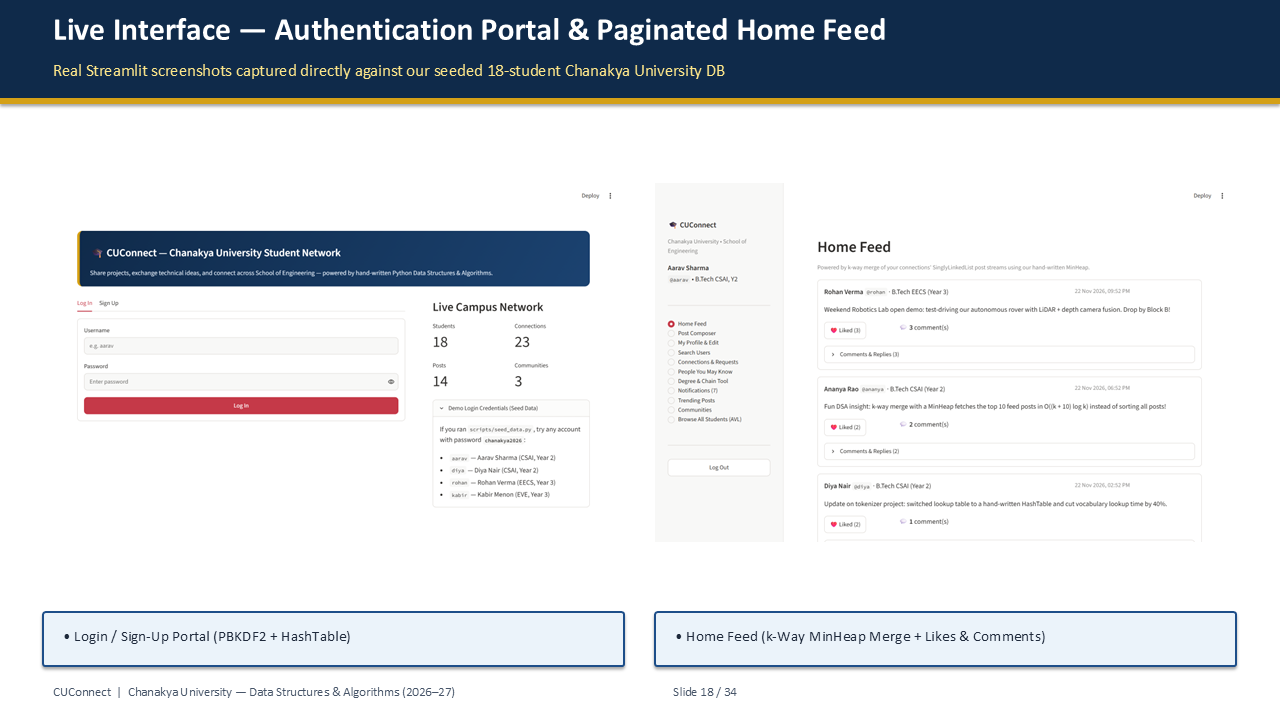 Live Interface — Authentication Portal & Paginated Home Feed
Real Streamlit screenshots captured directly against our seeded 18-student Chanakya University DB
Deploy
CUConnect — Chanakya University Student Network
Share projects, exchange technical ideas, and connect across School of Engineering — powered by hand-written Python Data Structures & Algorithms.
Log In
Sign Up
Username
e.g. aarav
Password
Enter password
Log In
Live Campus Network
Students
Connections
18
23
Posts
Communities
14
3
Demo Login Credentials (Seed Data)
If you ran scripts/seed_data.py, try any account
with password chanakya2026:
• aarav — Aarav Sharma (CSAI, Year 2)
• diya — Diya Nair (CSAI, Year 2)
• rohan — Rohan Verma (EECS, Year 3)
• kabir — Kabir Menon (EVE, Year 3)
CUConnect
Chanakya University • School of
Engineering
Aarav Sharma
@aarav • B.Tech CSAI, Y2
Home Feed
Post Composer
My Profile & Edit
Search Users
Connections & Requests
People You May Know
Degree & Chain Tool
Notifications (7)
Trending Posts
Communities
Browse All Students (AVL)
Log Out
Deploy
Home Feed
Powered by k-way merge of your connections' SinglyLinkedList post streams using our hand-written MinHeap.
Rohan Verma @rohan · B.Tech EECS (Year 3)
22 Nov 2026, 09:52 PM
Weekend Robotics Lab open demo: test-driving our autonomous rover with LiDAR + depth camera fusion. Drop by Block B!
Liked (3)
3 comment(s)
Comments & Replies (3)
Ananya Rao @ananya · B.Tech CSAI (Year 2)
22 Nov 2026, 06:52 PM
Fun DSA insight: k-way merge with a MinHeap fetches the top 10 feed posts in O((k + 10) log k) instead of sorting all posts!
Liked (2)
2 comment(s)
Comments & Replies (2)
Diya Nair @diya · B.Tech CSAI (Year 2)
22 Nov 2026, 02:52 PM
Update on tokenizer project: switched lookup table to a hand-written HashTable and cut vocabulary lookup time by 40%.
Liked (2)
1 comment(s)
• Login / Sign-Up Portal (PBKDF2 + HashTable)
• Home Feed (k-Way MinHeap Merge + Likes & Comments)
CUConnect | Chanakya University — Data Structures & Algorithms (2026–27)
Slide 18 / 34